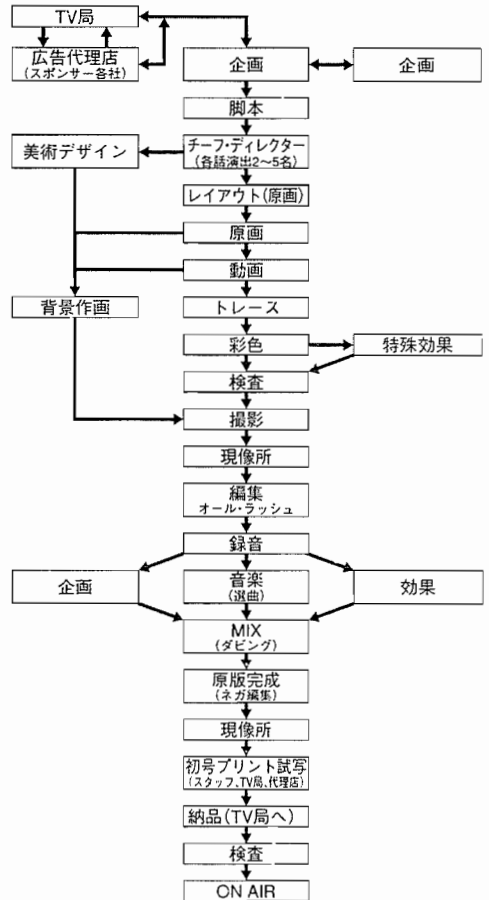 TV局
広告代理店
(スポンサー各社)
企画
企画
脚本
美術デザイン
チーフ・ディレクター
(各話演出2〜5名)
レイアウト(原画)
原画
動画
背景作画
トレース
彩色
特殊効果
検査
撮影
現像所
編集
オール・ラッシュ
録音
企画
音楽
(選曲)
効果
MIX
(ダビング)
原版完成
(ネガ編集)
現像所
初号プリント試写
(スタッフ、TV局、代理店)
納品(TV局へ)
検査
ON AIR